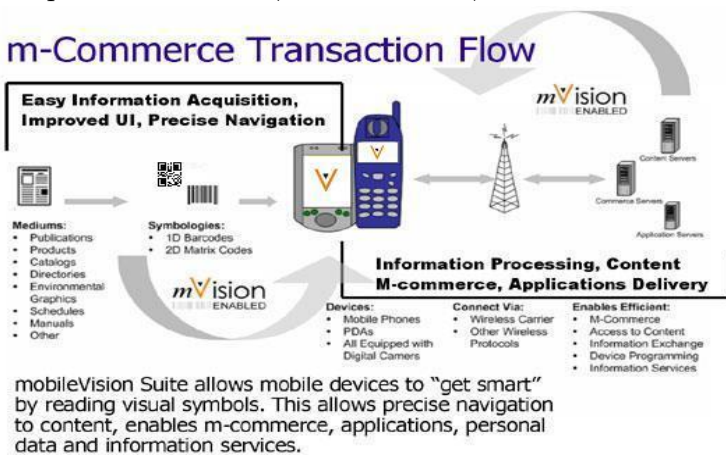 m-Commerce Transaction Flow
Easy Information Acquisition,
Improved UI, Precise Navigation
mVision
ENABLED
Content Servers
Commerce Servers
Application Servers
Mediums:
• Publications
• Products
• Catalogs
• Directories
• Environmental
Graphics
• Schedules
• Manuals
• Other
Symbologies:
• 1D Barcodes
• 2D Matrix Codes
mVision
ENABLED
Information Processing, Content
M-commerce, Applications Delivery
Devices:
• Mobile Phones
• PDAs
• All Equipped with
Digital Camers
Connect Via:
• Wireless Carrier
• Other Wireless
Protocols
Enables Efficient:
• M-Commerce
• Access to Content
• Information Exchange
• Device Programming
• Information Services
mobileVision Suite allows mobile devices to “get smart”
by reading visual symbols. This allows precise navigation
to content, enables m-commerce, applications, personal
data and information services.